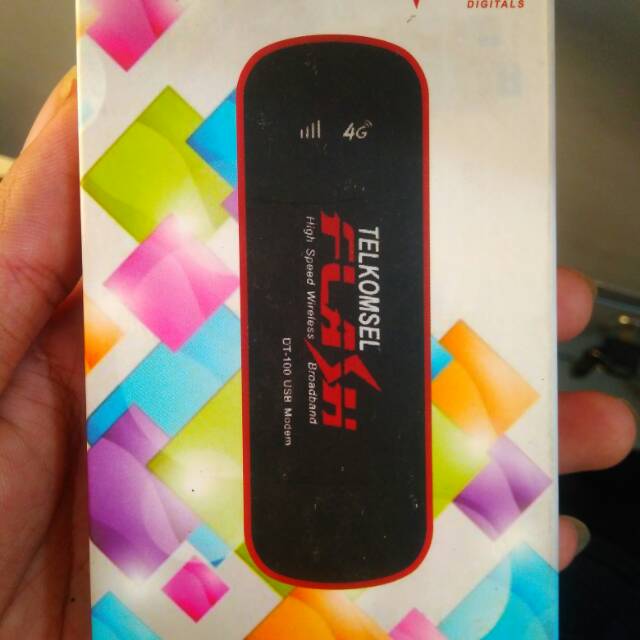 DIGITALS
4G
TELKOMSEL
FLASH
High Speed Wireless Broadband
DT-100 USB Modem